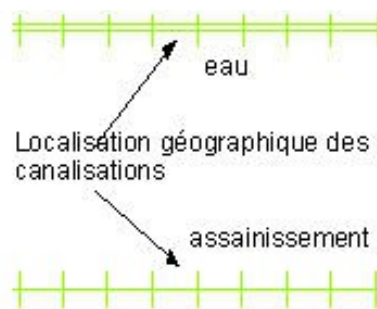 eau
Localisation géographique des
canalisations
assainissement